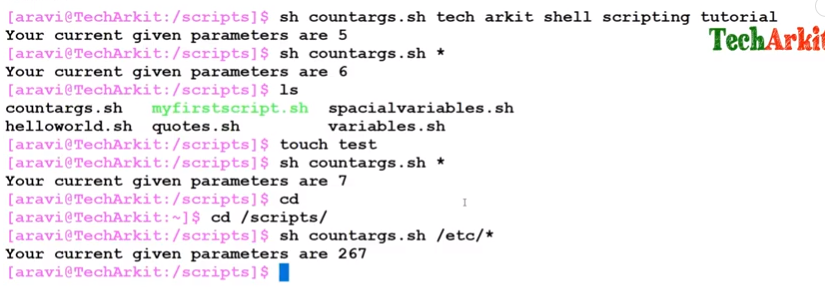 [aravi@TechArkit:/scripts]$ sh countargs.sh tech arkit shell scripting tutorial
Your current given parameters are 5
[aravi@TechArkit:/scripts]$ sh countargs.sh *
Your current given parameters are 6
[aravi@TechArkit:/scripts]$ ls
countargs.sh   myfirstscript.sh  spacialvariables.sh
helloworld.sh  quotes.sh         variables.sh
[aravi@TechArkit:/scripts]$ touch test
[aravi@TechArkit:/scripts]$ sh countargs.sh *
Your current given parameters are 7
[aravi@TechArkit:/scripts]$ cd
[aravi@TechArkit:~]$ cd /scripts/
[aravi@TechArkit:/scripts]$ sh countargs.sh /etc/*
Your current given parameters are 267
[aravi@TechArkit:/scripts]$
TechArkit